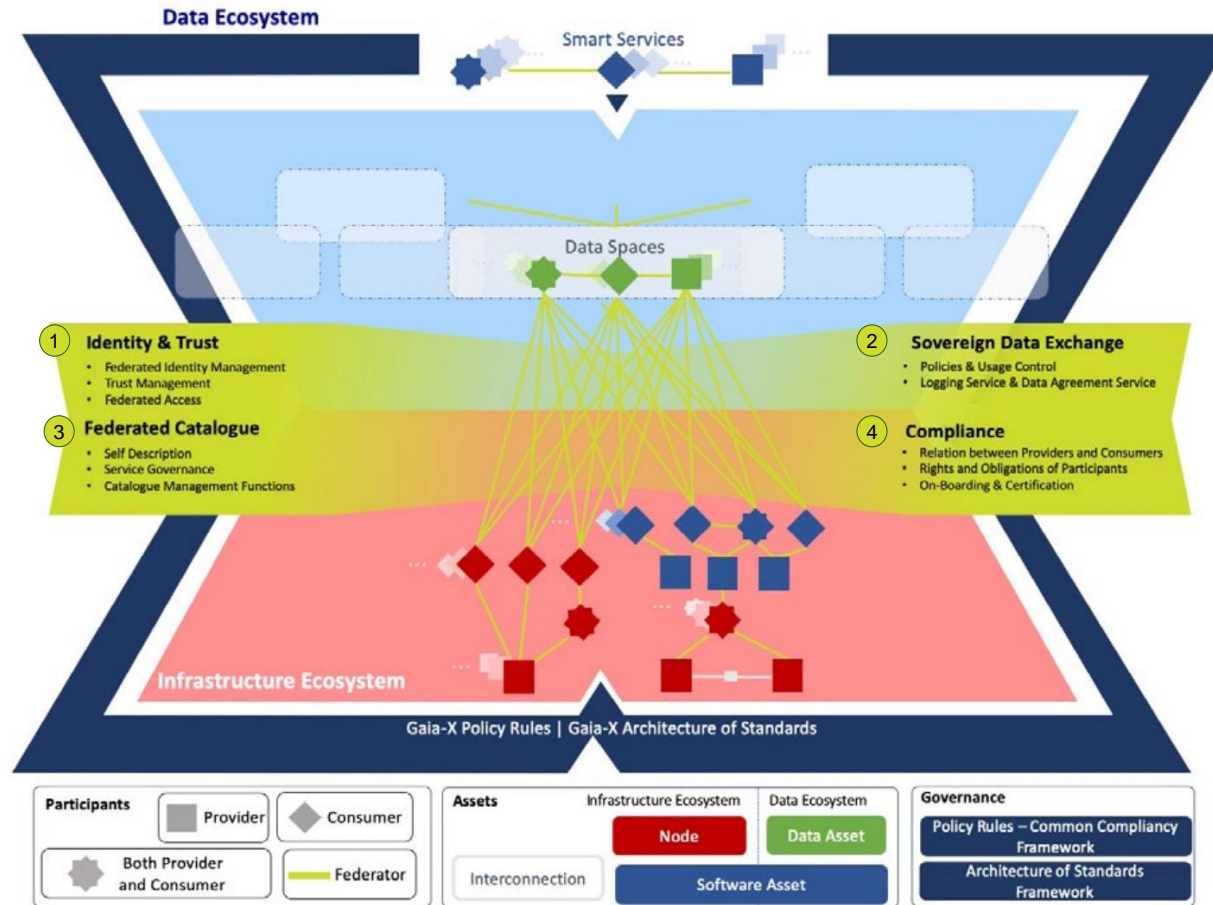 Data Ecosystem
Smart Services
Data Spaces
1
Identity & Trust
• Federated Identity Management
• Trust Management
• Federated Access
2
Sovereign Data Exchange
• Policies & Usage Control
• Logging Service & Data Agreement Service
3
Federated Catalogue
• Self Description
• Service Governance
• Catalogue Management Functions
4
Compliance
• Relation between Providers and Consumers
• Rights and Obligations of Participants
• On-Boarding & Certification
Infrastructure Ecosystem
Gaia-X Policy Rules | Gaia-X Architecture of Standards
Participants
Provider
Consumer
Both Provider
and Consumer
Federator
Assets
Infrastructure Ecosystem
Data Ecosystem
Node
Data Asset
Interconnection
Software Asset
Governance
Policy Rules – Common Compliancy
Framework
Architecture of Standards
Framework